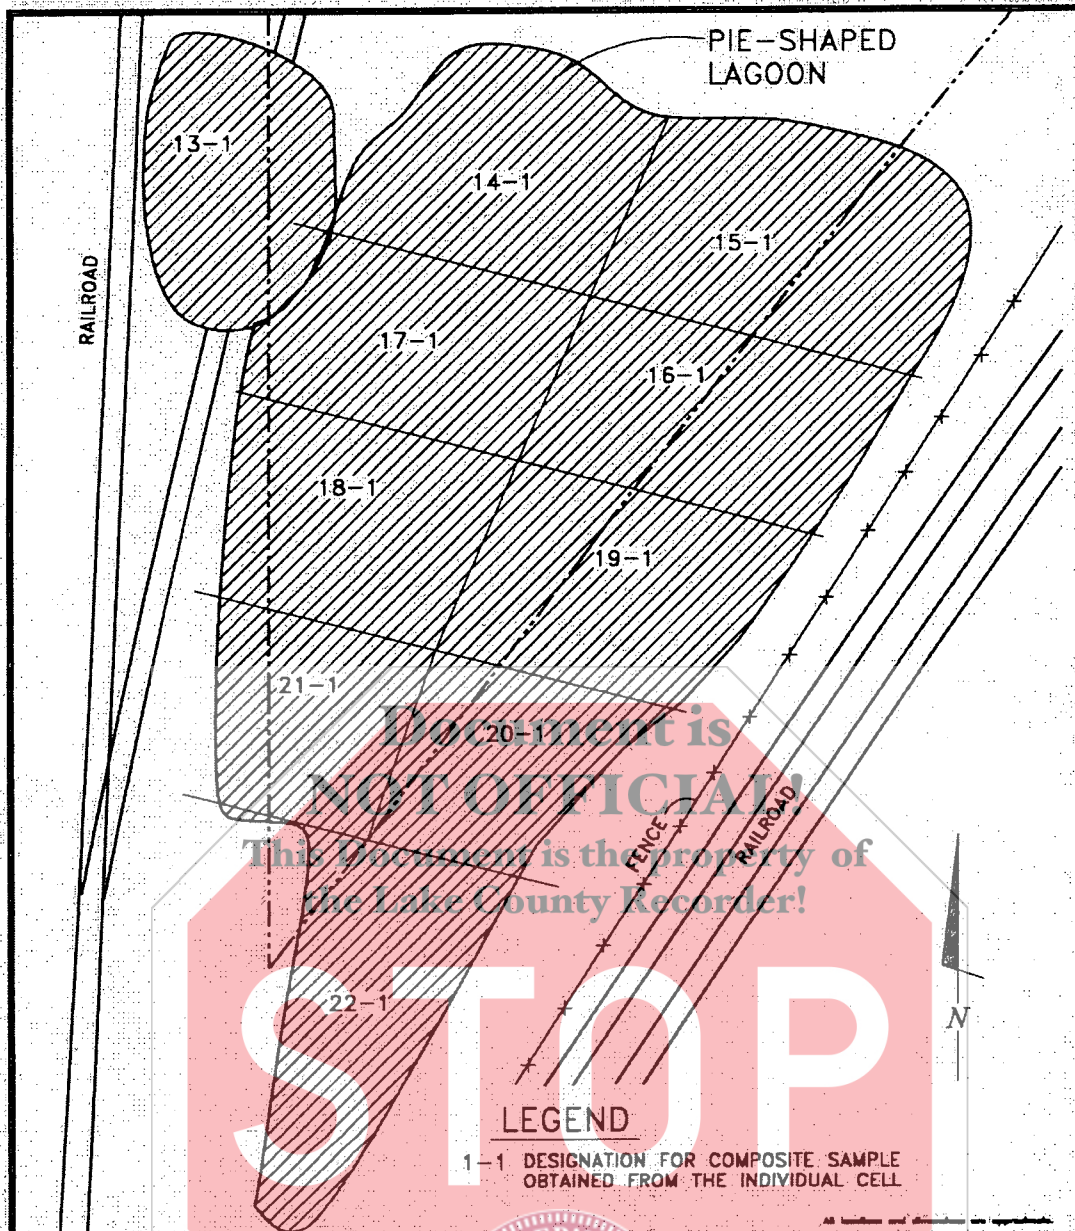 PIE-SHAPED
LAGOON
13-1
14-1
15-1
RAILROAD
17-1
16-1
18-1
19-1
21-1
20-1
Document is
NOT OFFICIAL!
This Document is the property of
the Lake County Recorder!
FENCE
RAILROAD
22-1
STOP
N
LEGEND
1-1 DESIGNATION FOR COMPOSITE SAMPLE
OBTAINED FROM THE INDIVIDUAL CELL